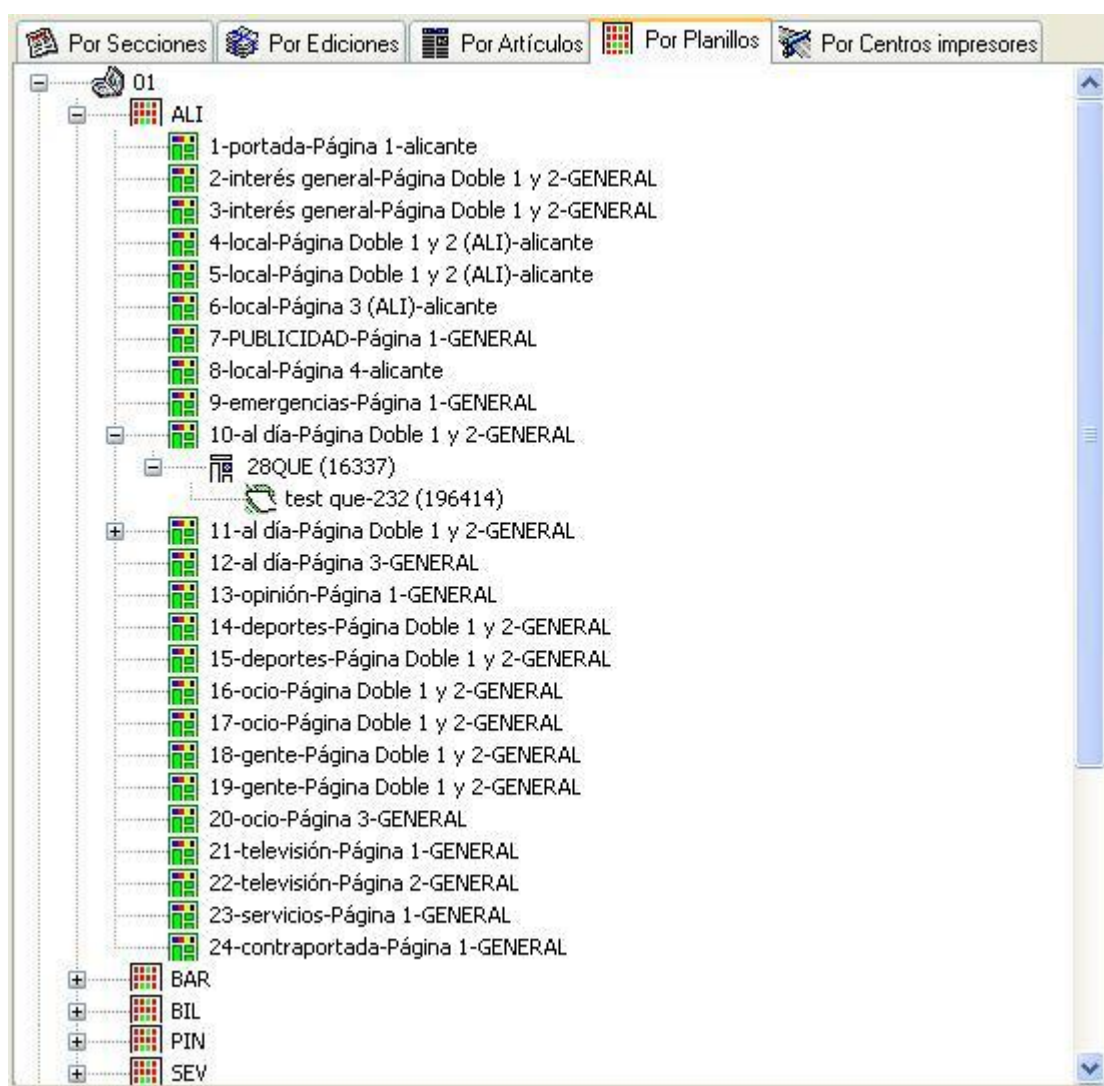 Por Secciones Por Ediciones Por Artículos Por Planillos Por Centros impresores
01
ALI
1-portada-Página 1-alicante
2-interés general-Página Doble 1 y 2-GENERAL
3-interés general-Página Doble 1 y 2-GENERAL
4-local-Página Doble 1 y 2 (ALI)-alicante
5-local-Página Doble 1 y 2 (ALI)-alicante
6-local-Página 3 (ALI)-alicante
7-PUBLICIDAD-Página 1-GENERAL
8-local-Página 4-alicante
9-emergencias-Página 1-GENERAL
10-al día-Página Doble 1 y 2-GENERAL
28QUE (16337)
test que-232 (196414)
11-al día-Página Doble 1 y 2-GENERAL
12-al día-Página 3-GENERAL
13-opinión-Página 1-GENERAL
14-deportes-Página Doble 1 y 2-GENERAL
15-deportes-Página Doble 1 y 2-GENERAL
16-ocio-Página Doble 1 y 2-GENERAL
17-ocio-Página Doble 1 y 2-GENERAL
18-gente-Página Doble 1 y 2-GENERAL
19-gente-Página Doble 1 y 2-GENERAL
20-ocio-Página 3-GENERAL
21-televisión-Página 1-GENERAL
22-televisión-Página 2-GENERAL
23-servicios-Página 1-GENERAL
24-contraportada-Página 1-GENERAL
BAR
BIL
PIN
SEV